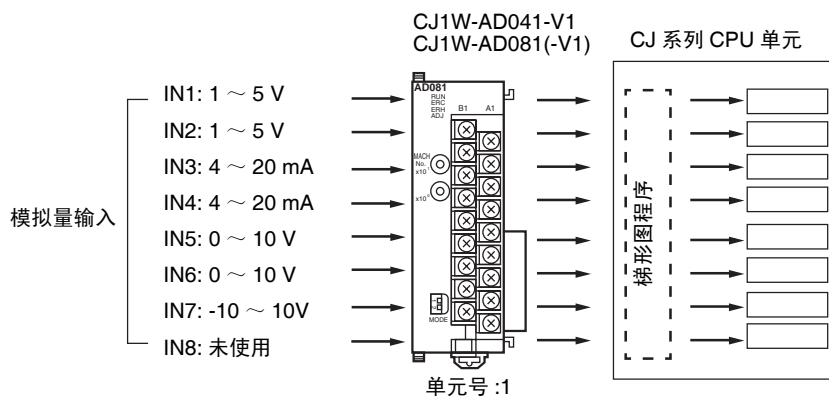 CJ1W-AD041-V1
CJ1W-AD081(-V1)
CJ 系列 CPU 单元
模拟量输入
IN1: 1 ～ 5 V
IN2: 1 ～ 5 V
IN3: 4 ～ 20 mA
IN4: 4 ～ 20 mA
IN5: 0 ～ 10 V
IN6: 0 ～ 10 V
IN7: -10 ～ 10V
IN8: 未使用
AD081
RUN
ERC
ERH
ADJ
B1 A1
MACH
No.
x10
x10
MODE
单元号 :1
梯形图程序